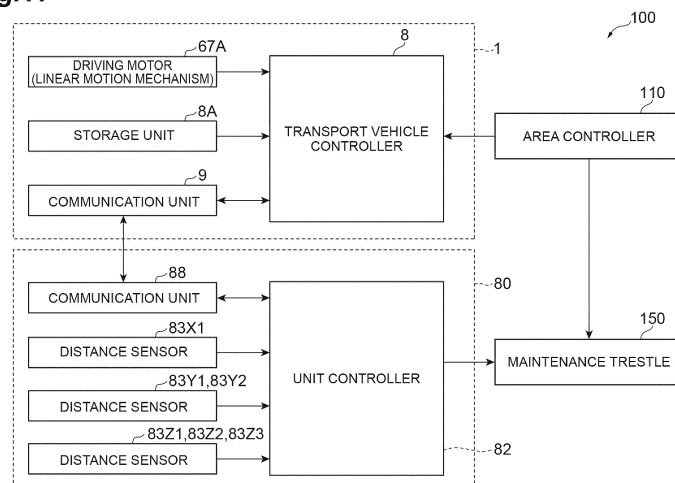 100
67A
DRIVING MOTOR
(LINEAR MOTION MECHANISM)
8
1
8A
STORAGE UNIT
TRANSPORT VEHICLE
CONTROLLER
110
AREA CONTROLLER
9
COMMUNICATION UNIT
88
COMMUNICATION UNIT
80
83X1
DISTANCE SENSOR
UNIT CONTROLLER
150
MAINTENANCE TRESTLE
83Y1,83Y2
DISTANCE SENSOR
83Z1,83Z2,83Z3
DISTANCE SENSOR
82